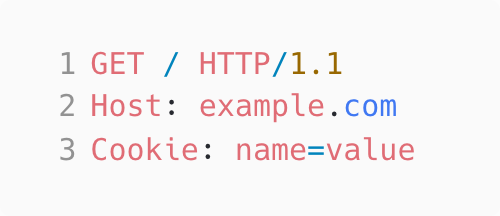 1 GET / HTTP/1.1
2 Host: example.com
3 Cookie: name=value